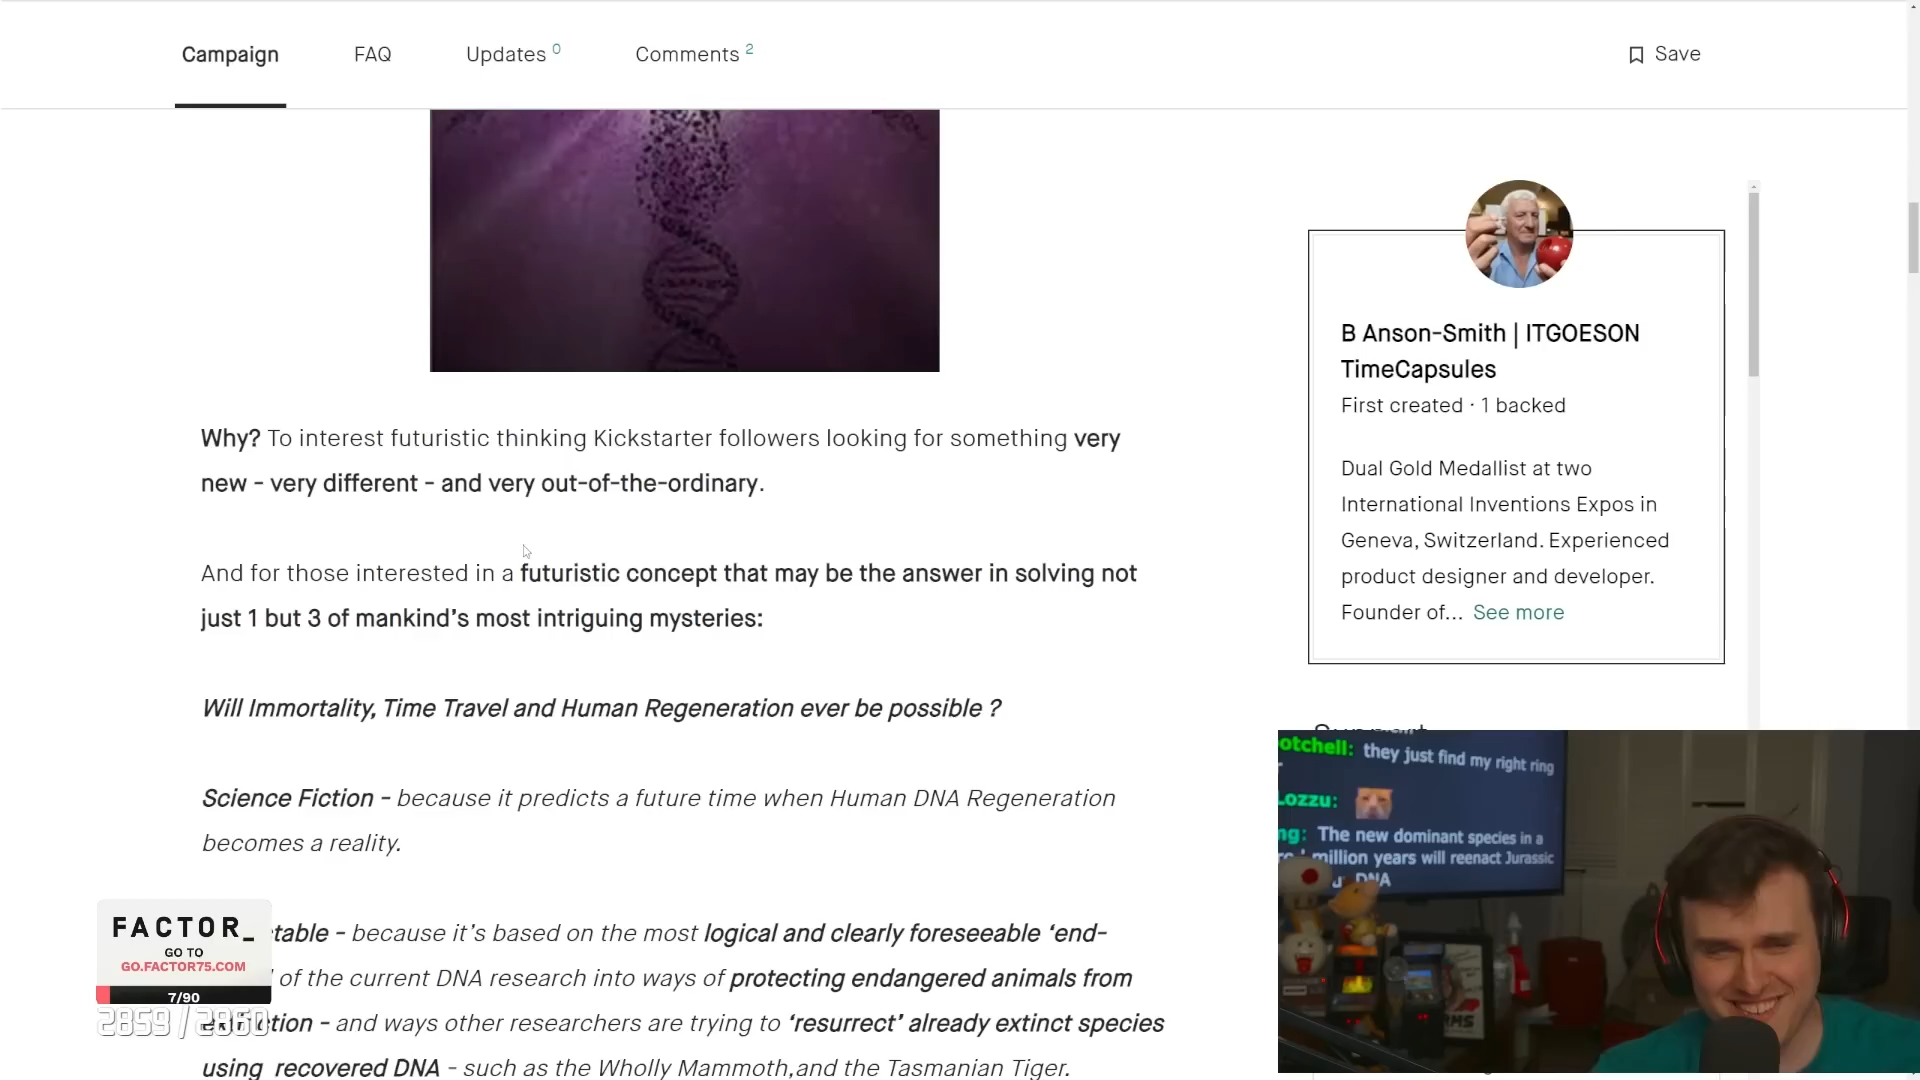 Campaign
FAQ
Updates 0
Comments 2
Save
B Anson-Smith | ITGOESON
TimeCapsules
First created · 1 backed
Dual Gold Medallist at two
International Inventions Expos in
Geneva, Switzerland. Experienced
product designer and developer.
Founder of... See more
Why? To interest futuristic thinking Kickstarter followers looking for something very
new - very different - and very out-of-the-ordinary.
And for those interested in a futuristic concept that may be the answer in solving not
just 1 but 3 of mankind's most intriguing mysteries:
Will Immortality, Time Travel and Human Regeneration ever be possible ?
Science Fiction - because it predicts a future time when Human DNA Regeneration
becomes a reality.
table - because it's based on the most logical and clearly foreseeable 'end-
of the current DNA research into ways of protecting endangered animals from
- and ways other researchers are trying to 'resurrect' already extinct species
using recovered DNA - such as the Wholly Mammoth,and the Tasmanian Tiger.
FACTOR_
GO TO
GO.FACTOR75.COM
7/90
2859 / 2960
otchell: they just find my right ring
Lozzu:
ng: The new dominant species in a
million years will reenact Jurassic
DNA